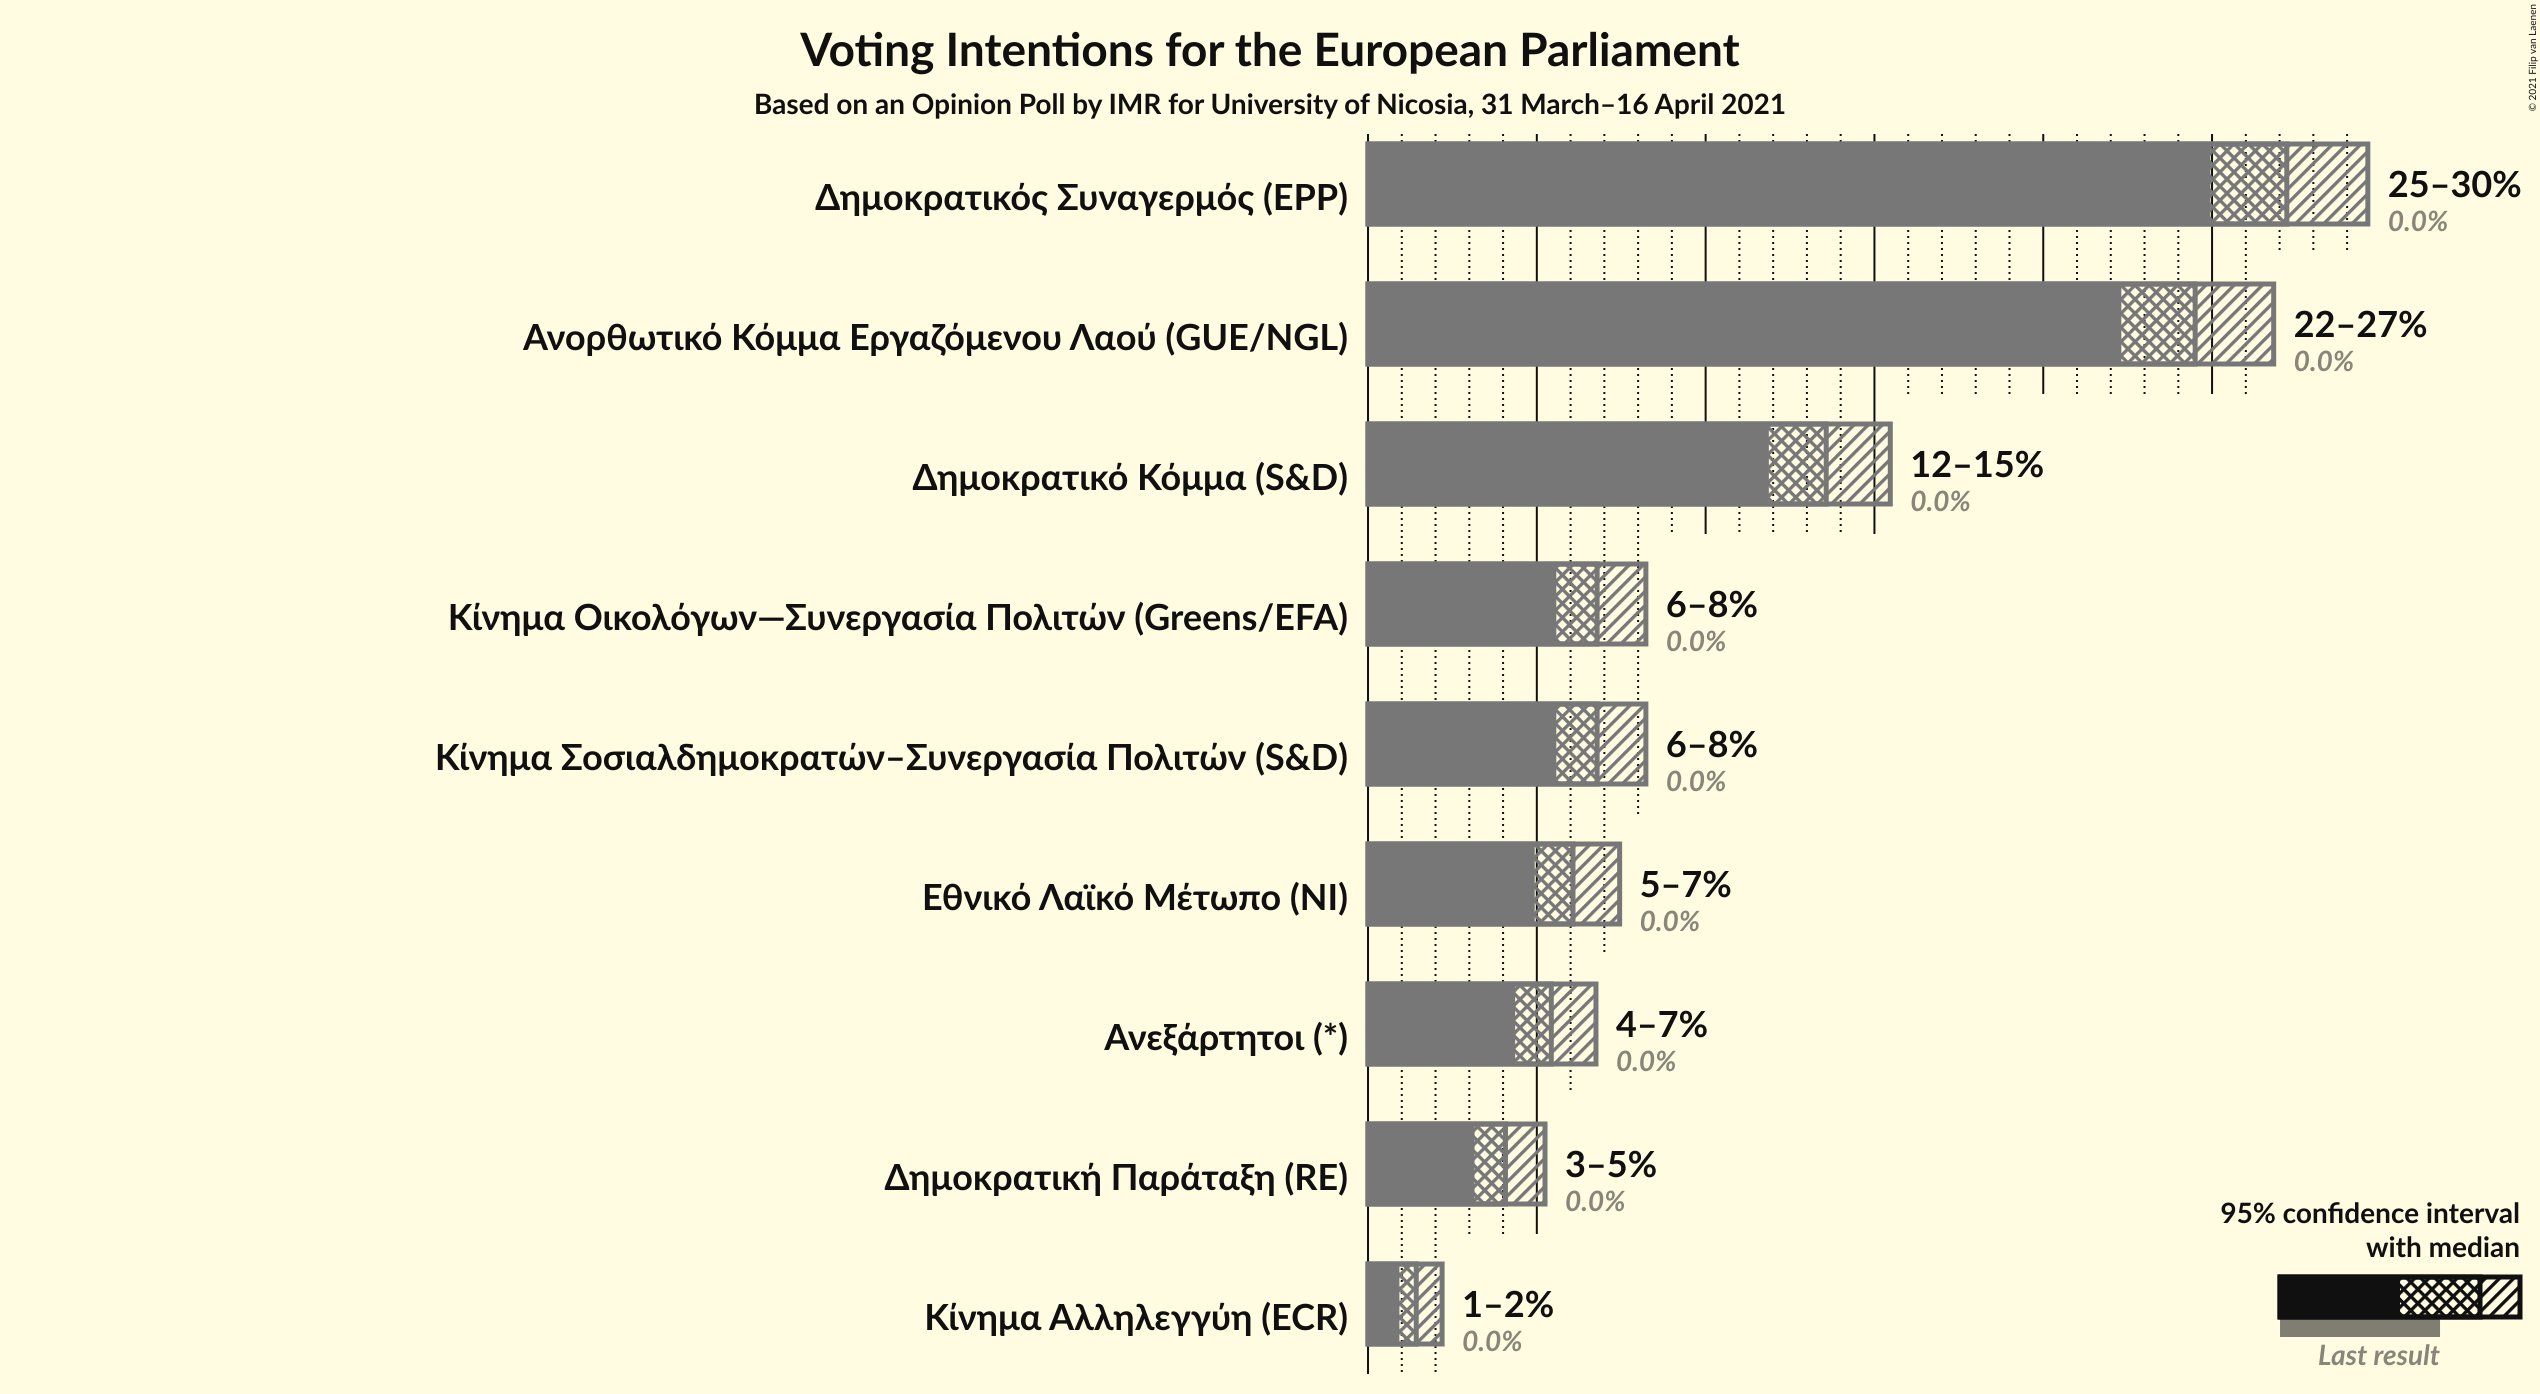 Voting Intentions for the European Parliament
Based on an Opinion Poll by IMR for University of Nicosia, 31 March–16 April 2021
© 2021 Filip van Laenen
Δημοκρατικός Συναγερμός (EPP)
25–30%
0.0%
Ανορθωτικό Κόμμα Εργαζόμενου Λαού (GUE/NGL)
22–27%
0.0%
Δημοκρατικό Κόμμα (S&D)
12–15%
0.0%
Κίνημα Οικολόγων—Συνεργασία Πολιτών (Greens/EFA)
6–8%
0.0%
Κίνημα Σοσιαλδημοκρατών–Συνεργασία Πολιτών (S&D)
6–8%
0.0%
Εθνικό Λαϊκό Μέτωπο (NI)
5–7%
0.0%
Ανεξάρτητοι (*)
4–7%
0.0%
Δημοκρατική Παράταξη (RE)
3–5%
0.0%
Κίνημα Αλληλεγγύη (ECR)
1–2%
0.0%
95% confidence interval
with median
Last result